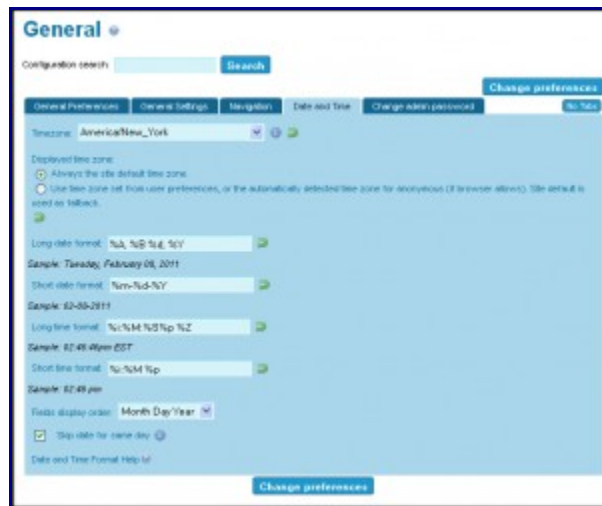 General
Configuration search: Search
Change preferences
General Preferences General Settings Navigation Date and Time Change admin password No Tabs
Timezone: America/New_York
Displayed time zone:
Always the site default time zone.
Use time zone set from user preferences, or the automatically detected time zone for anonymous (if browser allows). Site default is
used as fallback.
Long date format: %A, %B %d, %Y
Sample: Tuesday, February 08, 2011
Short date format: %m-%d-%Y
Sample: 02-08-2011
Long time format: %i:%M:%S%p %Z
Sample: 02:46:46pm EST
Short time format: %i:%M %p
Sample: 02:46 pm
Fields display order: Month Day Year
Skip date for same day
Date and Time Format Help
Change preferences